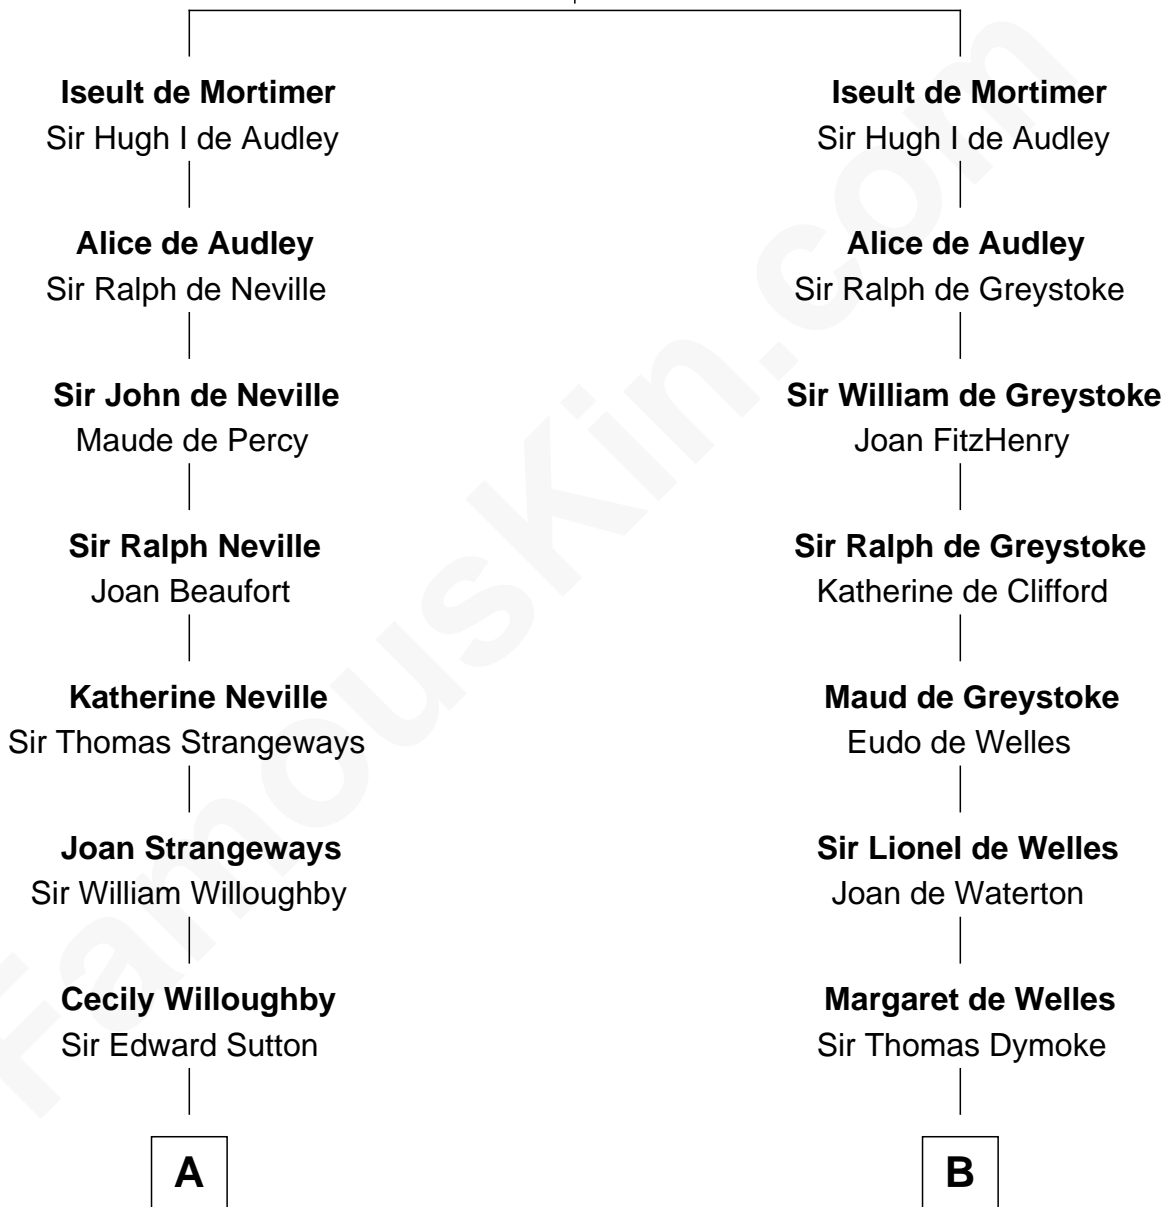 Iseult de Mortimer
Sir Hugh I de Audley
Alice de Audley
Sir Ralph de Neville
Sir John de Neville
Maude de Percy
Sir Ralph Neville
Joan Beaufort
Katherine Neville
Sir Thomas Strangeways
Joan Strangeways
Sir William Willoughby
Cecily Willoughby
Sir Edward Sutton
A
Iseult de Mortimer
Sir Hugh I de Audley
Alice de Audley
Sir Ralph de Greystoke
Sir William de Greystoke
Joan FitzHenry
Sir Ralph de Greystoke
Katherine de Clifford
Maud de Greystoke
Eudo de Welles
Sir Lionel de Welles
Joan de Waterton
Margaret de Welles
Sir Thomas Dymoke
B
FamousKin.com